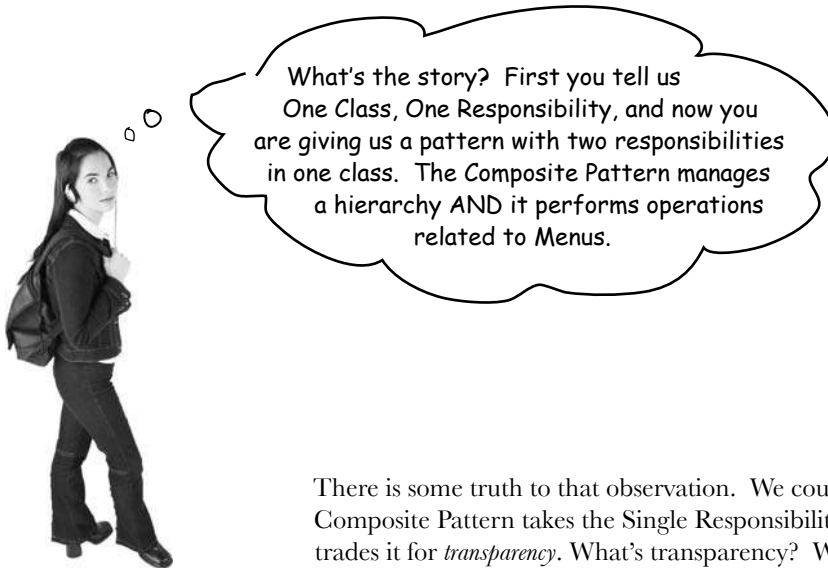 What's the story? First you tell us
One Class, One Responsibility, and now you
are giving us a pattern with two responsibilities
in one class. The Composite Pattern manages
a hierarchy AND it performs operations
related to Menus.
There is some truth to that observation. We
Composite Pattern takes the Single
trades it for transparency. What's transparency?